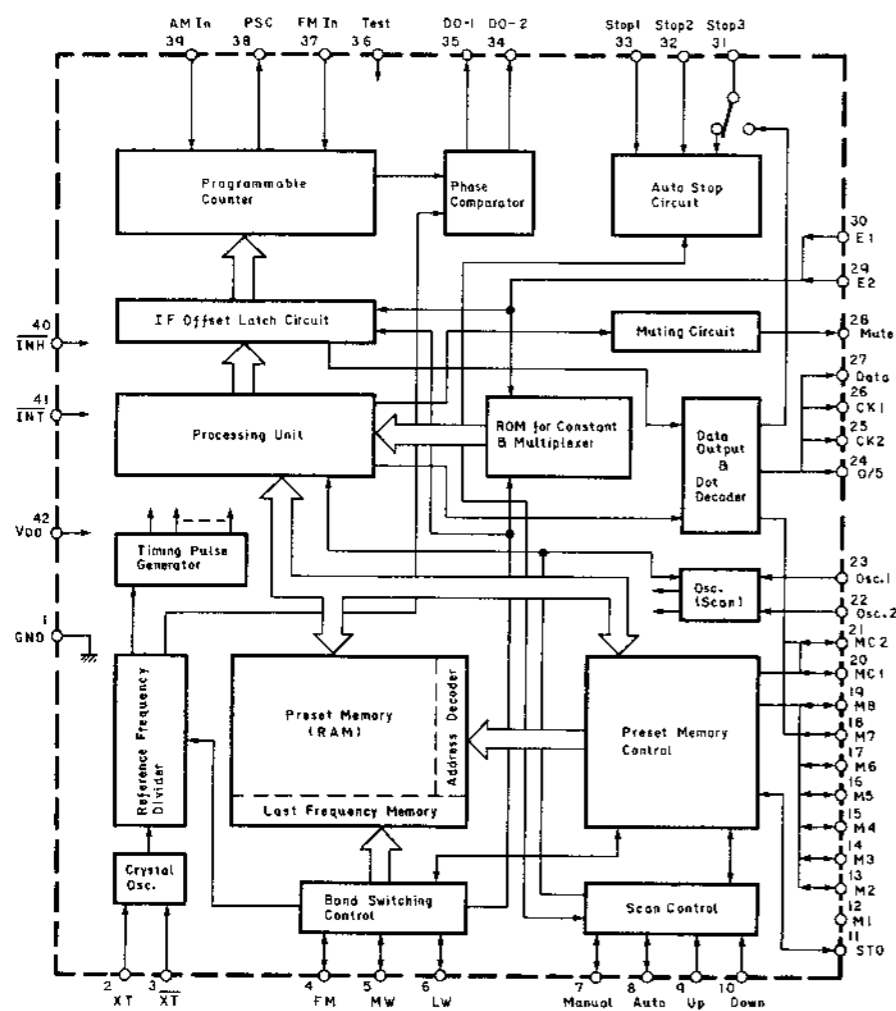 AM In PSC FM In Test DO-1 DO-2 Stop1 Stop2 Stop3
39 38 37 36 35 34 33 32 31
Programmable
Counter
Phase
Comparator
Auto Stop
Circuit
30
E1
29
E2
IF Offset Latch Circuit
Muting Circuit
28
Mute
40
INH
27
Data
26
CK1
25
CK2
24
0/5
41
INT
Processing Unit
ROM for Constant
& Multiplexer
Data
Output
&
Dot
Decoder
42
VDD
Timing Pulse
Generator
Osc.
(Scan)
23
Osc.1
22
Osc.2
1
GND
21
MC2
20
MC1
19
M8
18
M7
17
M6
16
M5
15
M4
14
M3
13
M2
12
M1
11
STO
Reference Frequency
Divider
Preset Memory
(RAM)
Address Decoder
Last Frequency Memory
Preset Memory
Control
Crystal
Osc.
Band Switching
Control
Scan Control
2 3 4 5 6 7 8 9 10
XT XT FM MW LW Manual Auto Up Down